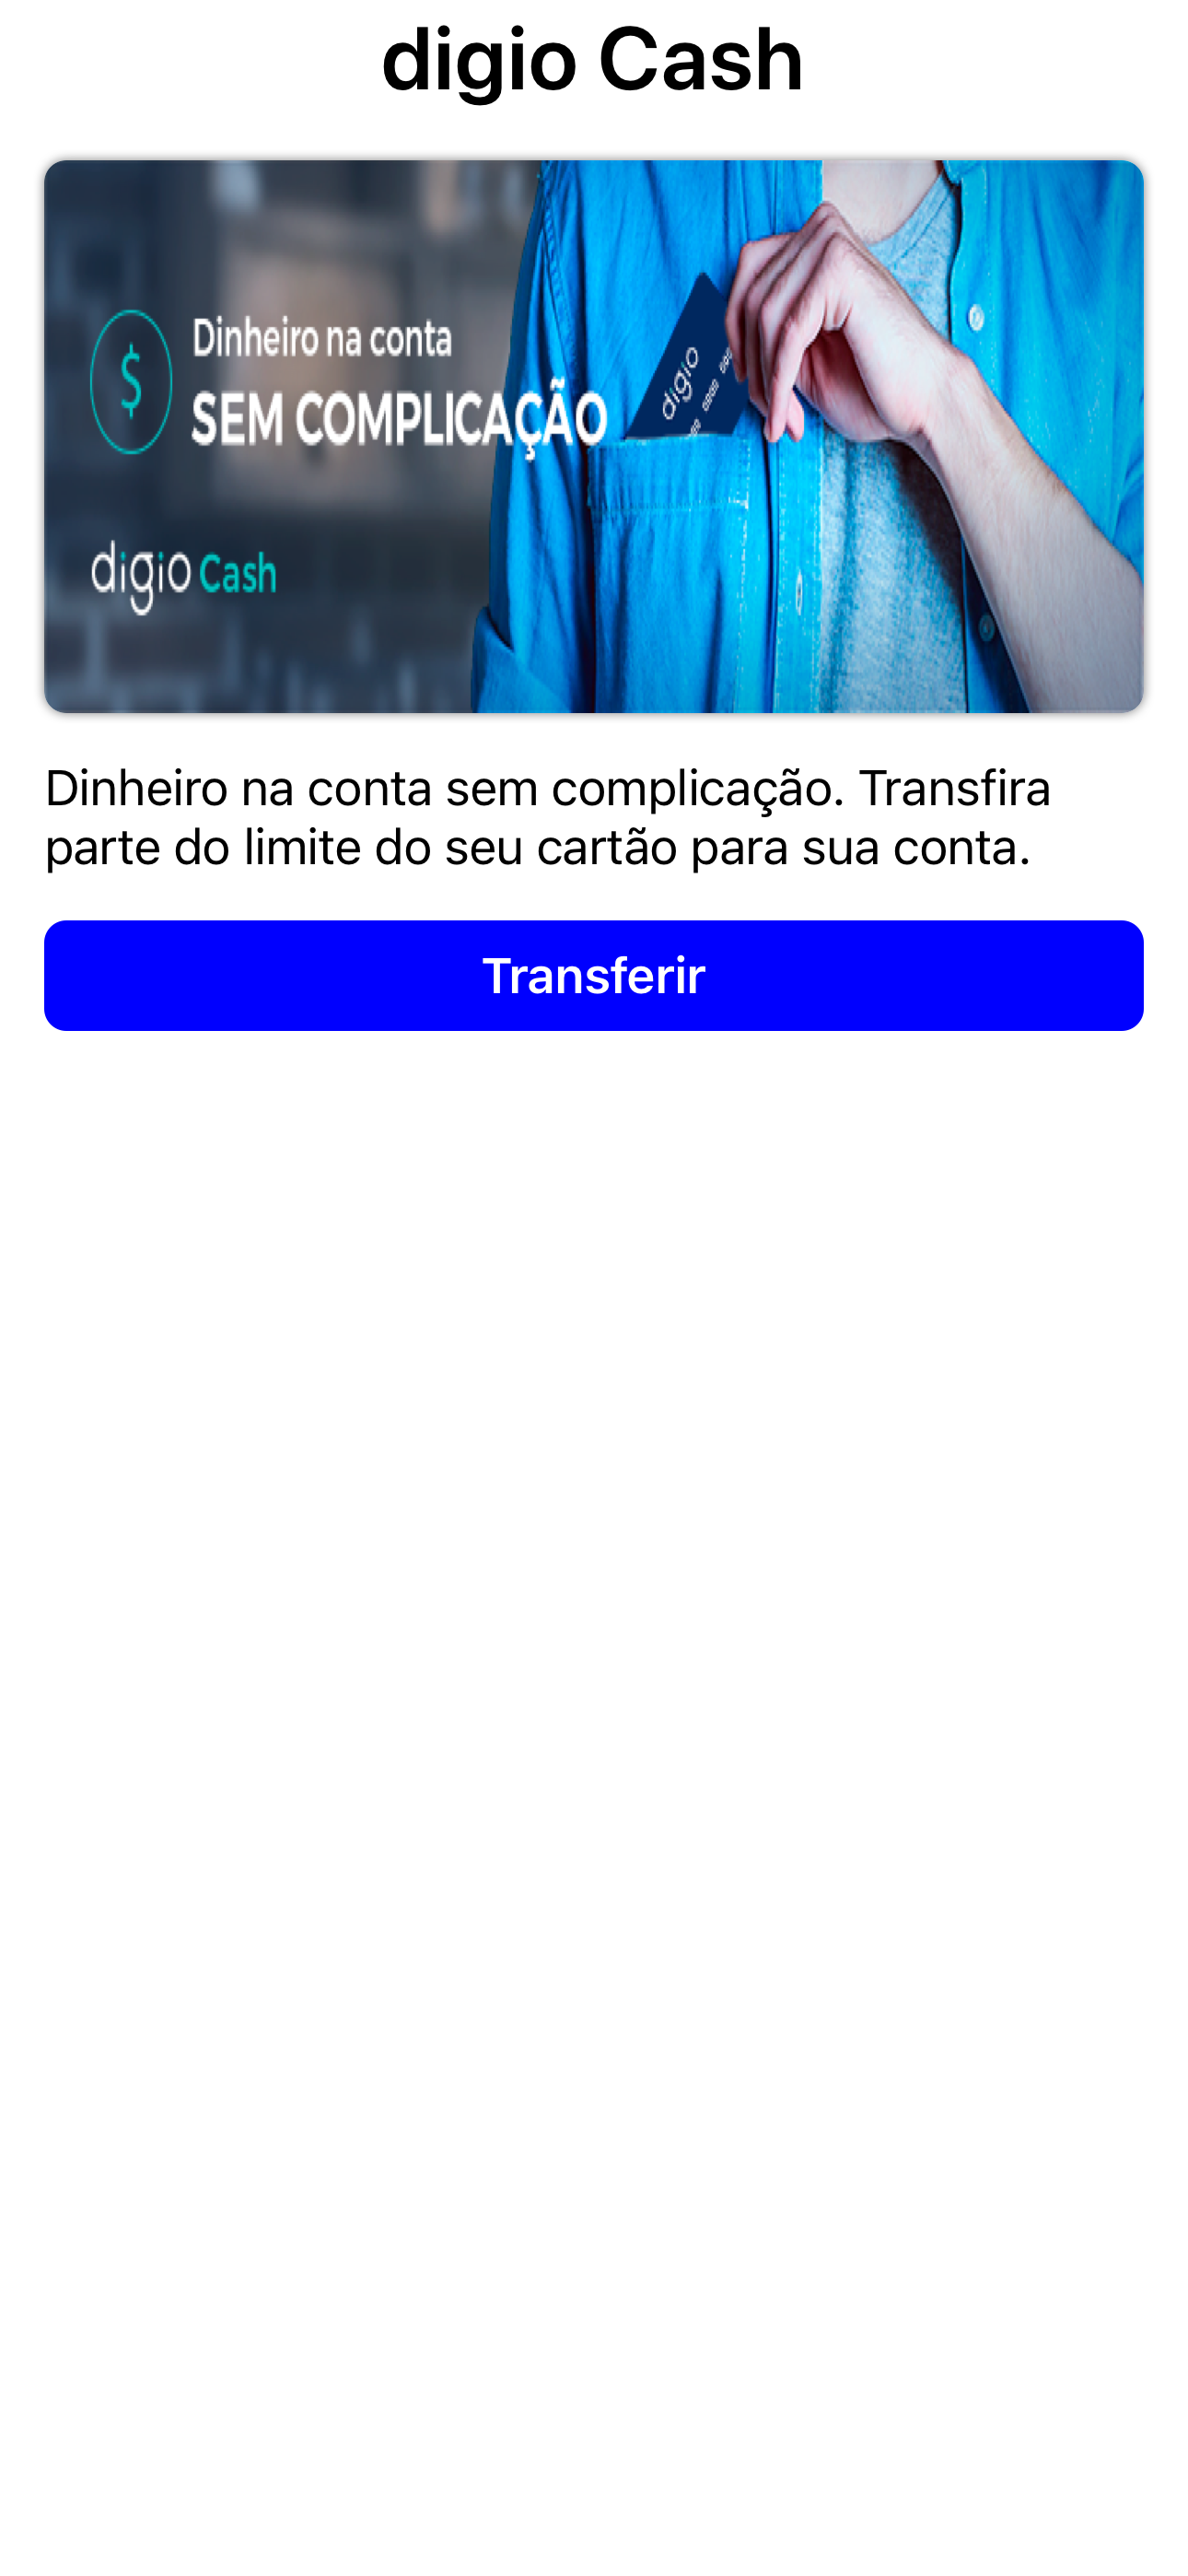 digio Cash
$
Dinheiro na conta
SEM COMPLICAÇÃO
digio
digio Cash
Dinheiro na conta sem complicação. Transfira
parte do limite do seu cartão para sua conta.
Transferir